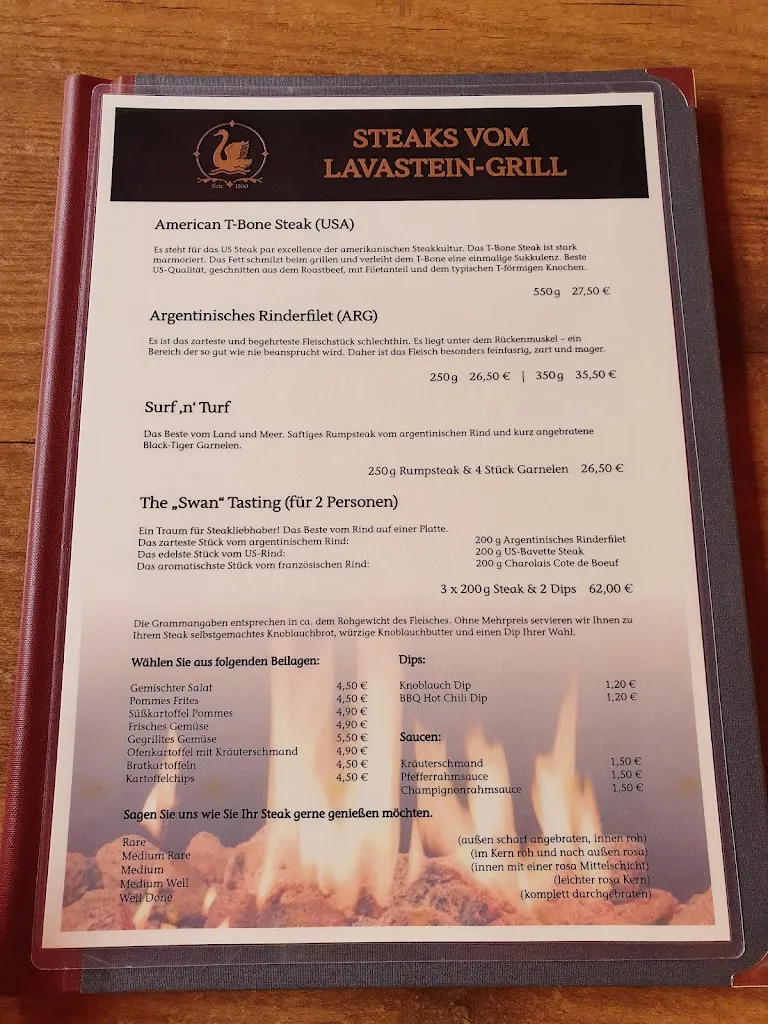 Seit 1560
STEAKS VOM
LAVASTEIN-GRILL
American T-Bone Steak (USA)
Es steht für das US Steak par excellence der amerikanischen Steakkultur. Das T-Bone Steak ist stark
marmoriert. Das Fett schmilzt beim grillen und verleiht dem T-Bone eine einmalige Sukkulenz. Beste
US-Qualität, geschnitten aus dem Roastbeef, mit Filetanteil und dem typischen T-förmigen Knochen.
550g 27,50 €
Argentinisches Rinderfilet (ARG)
Es ist das zarteste und begehrteste Fleischstück schlechthin. Es liegt unter dem Rückenmuskel – ein
Bereich der so gut wie nie beansprucht wird. Daher ist das Fleisch besonders feinfasrig, zart und mager.
250g 26,50 € | 350g 35,50 €
Surf ‚n' Turf
Das Beste vom Land und Meer. Saftiges Rumpsteak vom argentinischen Rind und kurz angebratene
Black-Tiger Garnelen.
250g Rumpsteak & 4 Stück Garnelen 26,50 €
The „Swan" Tasting (für 2 Personen)
Ein Traum für Steakliebhaber! Das Beste vom Rind auf einer Platte.
Das zarteste Stück vom argentinischem Rind: 200 g Argentinisches Rinderfilet
Das edelste Stück vom US-Rind: 200 g US-Bavette Steak
Das aromatischste Stück vom französischen Rind: 200 g Charolais Cote de Boeuf
3 x 200g Steak & 2 Dips 62,00 €
Die Grammangaben entsprechen in ca. dem Rohgewicht des Fleisches. Ohne Mehrpreis servieren wir Ihnen zu
Ihrem Steak selbstgemachtes Knoblauchbrot, würzige Knoblauchbutter und einen Dip Ihrer Wahl.
Wählen Sie aus folgenden Beilagen:
Gemischter Salat 4,50 €
Pommes Frites 4,50 €
Süßkartoffel Pommes 4,90 €
Frisches Gemüse 4,90 €
Gegrilltes Gemüse 5,50 €
Ofenkartoffel mit Kräuterschmand 4,90 €
Bratkartoffeln 4,50 €
Kartoffelchips 4,50 €
Dips:
Knoblauch Dip 1,20 €
BBQ Hot Chili Dip 1,20 €
Saucen:
Kräuterschmand 1,50 €
Pfefferrahmsauce 1,50 €
Champignonrahmsauce 1,50 €
Sagen Sie uns wie Sie Ihr Steak gerne genießen möchten.
Rare (außen scharf angebraten, innen roh)
Medium Rare (im Kern roh und nach außen rosa)
Medium (innen mit einer rosa Mittelschicht)
Medium Well (leichter rosa Kern)
Well Done (komplett durchgebraten)